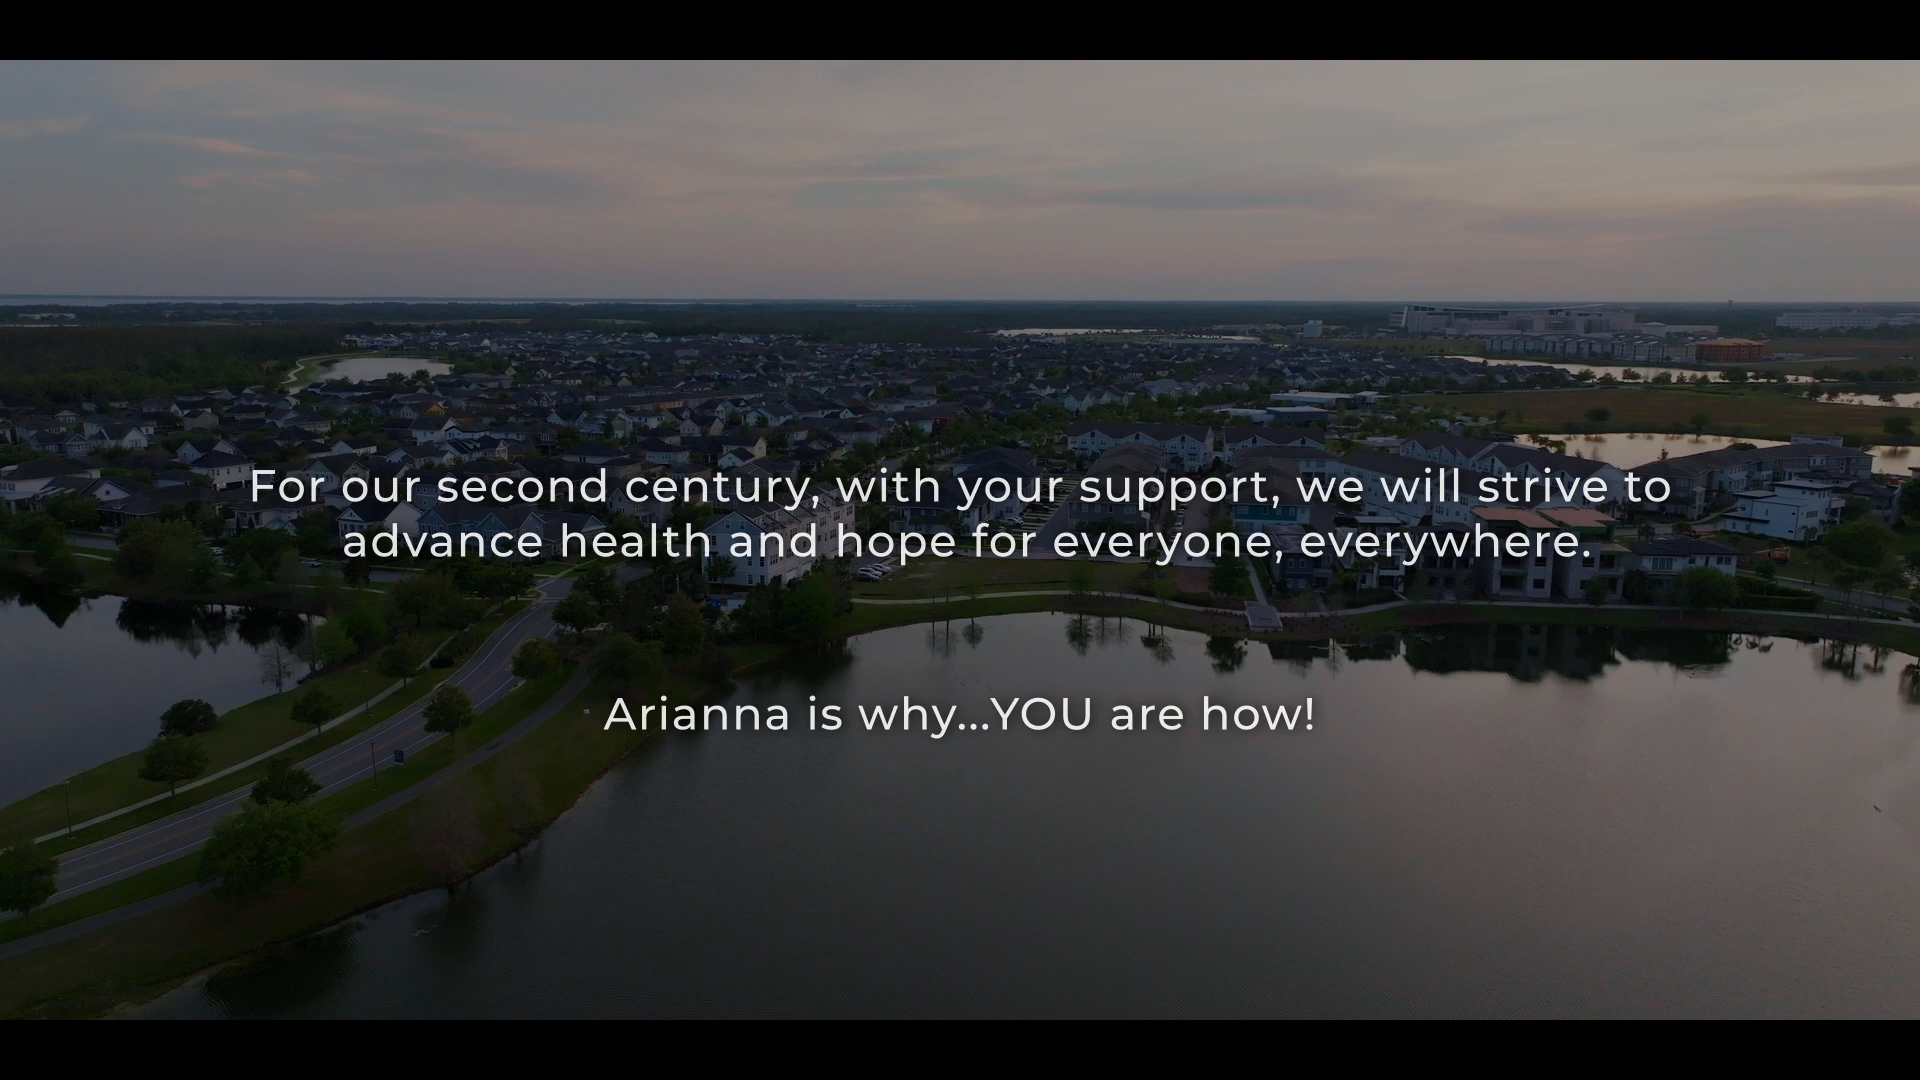 For our second century, with your support, we will strive to
advance health and hope for everyone, everywhere.
Arianna is why...YOU are how!